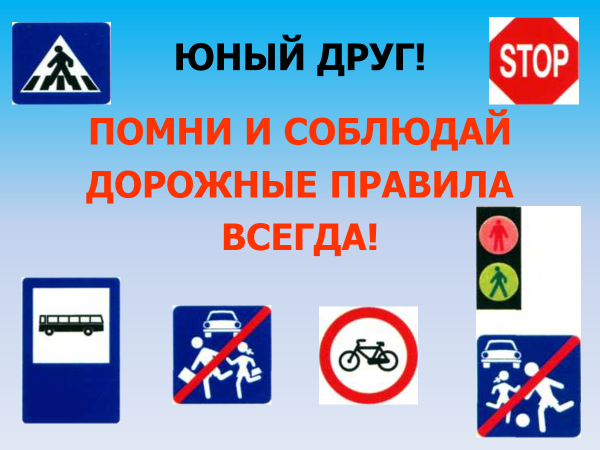 ЮНЫЙ ДРУГ!
STOP
ПОМНИ И СОБЛЮДАЙ
ДОРОЖНЫЕ ПРАВИЛА
ВСЕГДА!